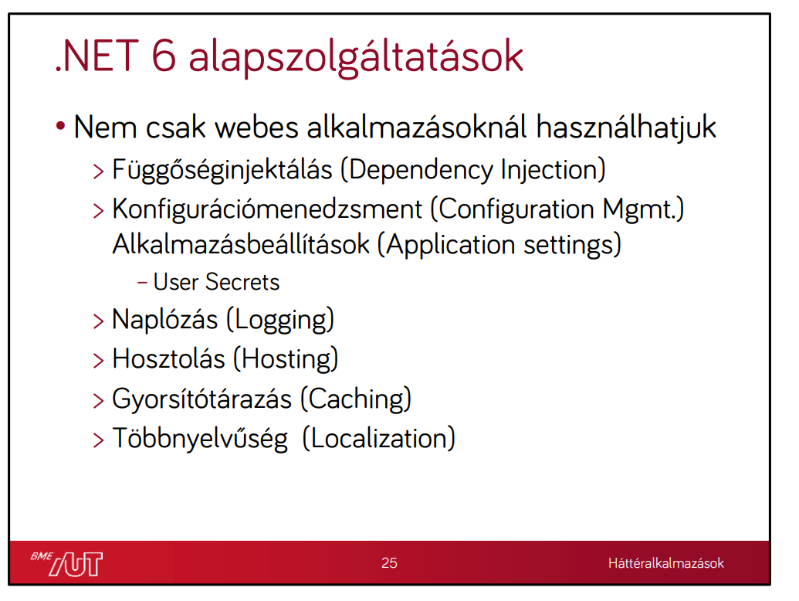 .NET 6 alapszolgáltatások
• Nem csak webes alkalmazásoknál használhatjuk
> Függőséginjektálás (Dependency Injection)
> Konfigurációmenedzsment (Configuration Mgmt.)
Alkalmazásbeállítások (Application settings)
– User Secrets
> Naplózás (Logging)
> Hosztolás (Hosting)
> Gyorsítótárazás (Caching)
> Többnyelvűség (Localization)
BME AUT
25
Háttéralkalmazások